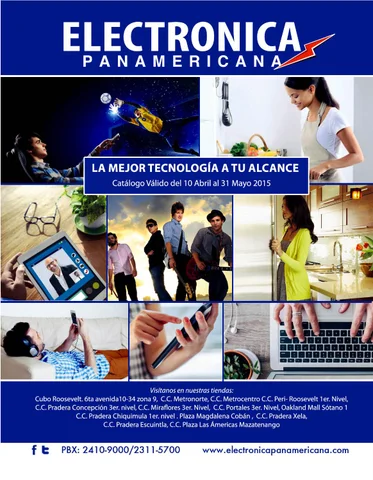 ELECTRONICA
PANAMERICANA
LA MEJOR TECNOLOGÍA A TU ALCANCE
Catálogo Válido del 10 Abril al 31 Mayo 2015
Visítanos en nuestras tiendas:
Cubo Roosevelt. 6ta avenida10-34 zona 9, C.C. Metronorte, C.C. Metrocentro C.C. Peri- Roosevelt 1er. Nivel,
C.C. Pradera Concepción 3er. nivel, C.C. Miraflores 3er. Nivel, C.C. Portales 3er. Nivel, Oakland Mall Sótano 1
C.C. Pradera Chiquimula 1er. nivel . Plaza Magdalena Cobán , C.C. Pradera Xela,
C.C. Pradera Escuintla, C.C. Plaza Las Ámericas Mazatenango
f t PBX: 2410-9000/2311-5700 www.electronicapanamericana.com